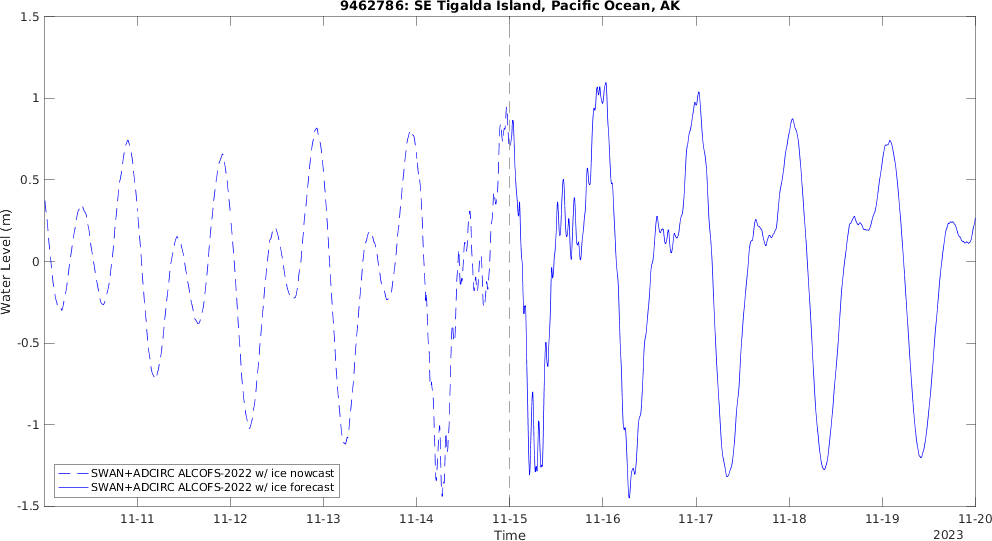 9462786: SE Tigalda Island, Pacific Ocean, AK
1.5
1
0.5
0
-0.5
-1
-1.5
Water Level (m)
SWAN+ADCIRC ALCOFS-2022 w/ ice nowcast
SWAN+ADCIRC ALCOFS-2022 w/ ice forecast
11-11 11-12 11-13 11-14 11-15 11-16 11-17 11-18 11-19 11-20
Time
2023